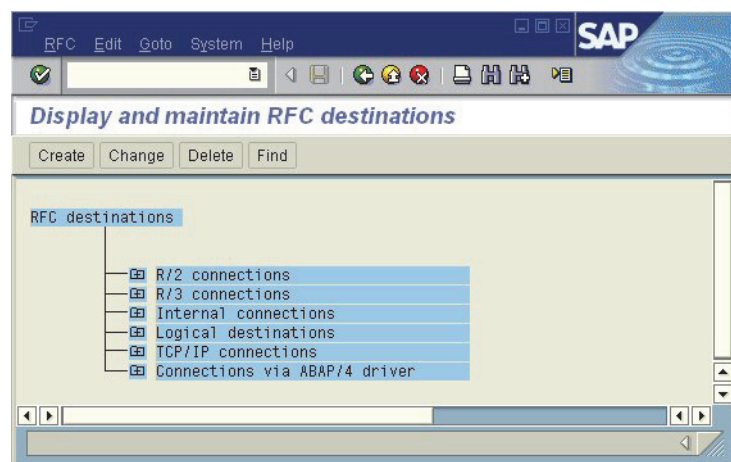 RFC Edit Goto System Help
SAP
Display and maintain RFC destinations
Create Change Delete Find
RFC destinations
R/2 connections
R/3 connections
Internal connections
Logical destinations
TCP/IP connections
Connections via ABAP/4 driver